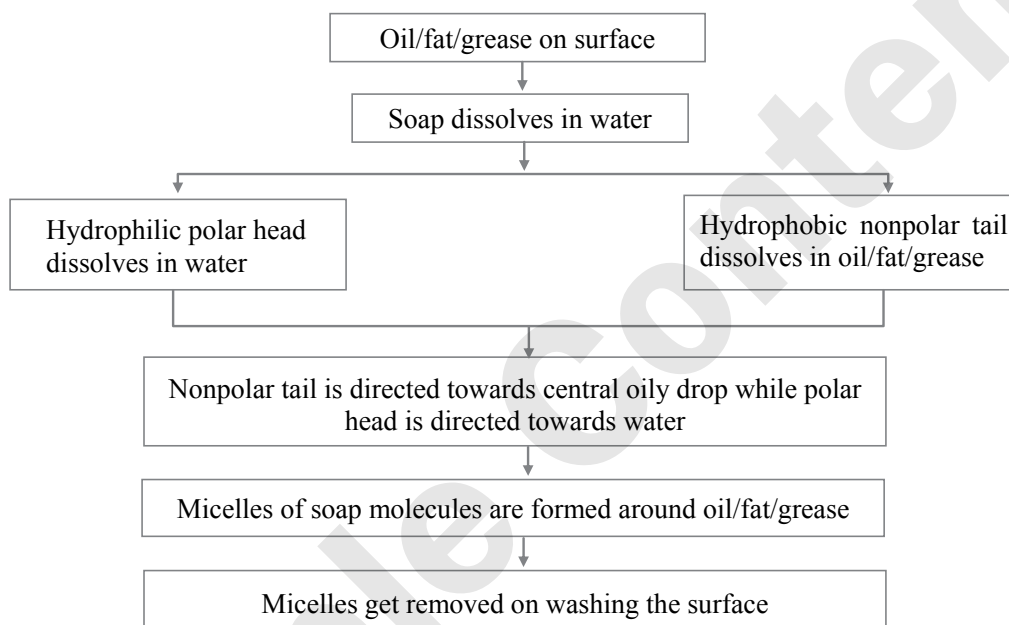 Oil/fat/grease on surface
Soap dissolves in water
Hydrophilic polar head
dissolves in water
Hydrophobic nonpolar tail
dissolves in oil/fat/grease
Nonpolar tail is directed towards central oily drop while polar
head is directed towards water
Micelles of soap molecules are formed around oil/fat/grease
Micelles get removed on washing the surface